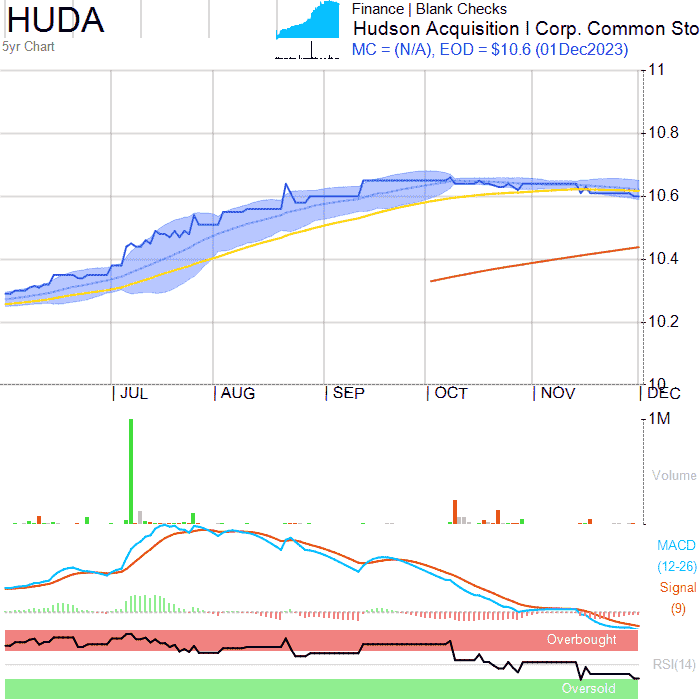 HUDA
5yr Chart
Finance | Blank Checks
Hudson Acquisition I Corp. Common Sto
MC = (N/A), EOD = $10.6 (01Dec2023)
11
10.8
10.6
10.4
10.2
10
JUL AUG SEP OCT NOV DEC
1M
Volume
MACD
(12-26)
Signal
(9)
Overbought
RSI(14)
Oversold